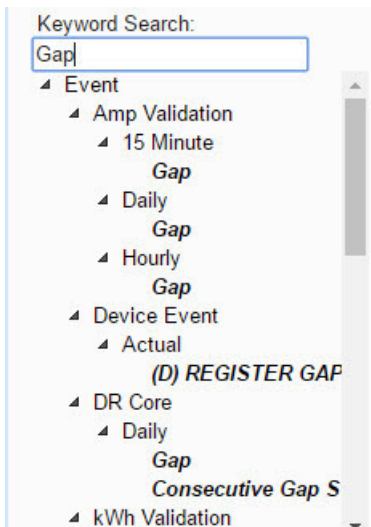 Keyword Search:
Gap
Event
Amp Validation
15 Minute
Gap
Daily
Gap
Hourly
Gap
Device Event
Actual
(D) REGISTER GAP
DR Core
Daily
Gap
Consecutive Gap S
kWh Validation